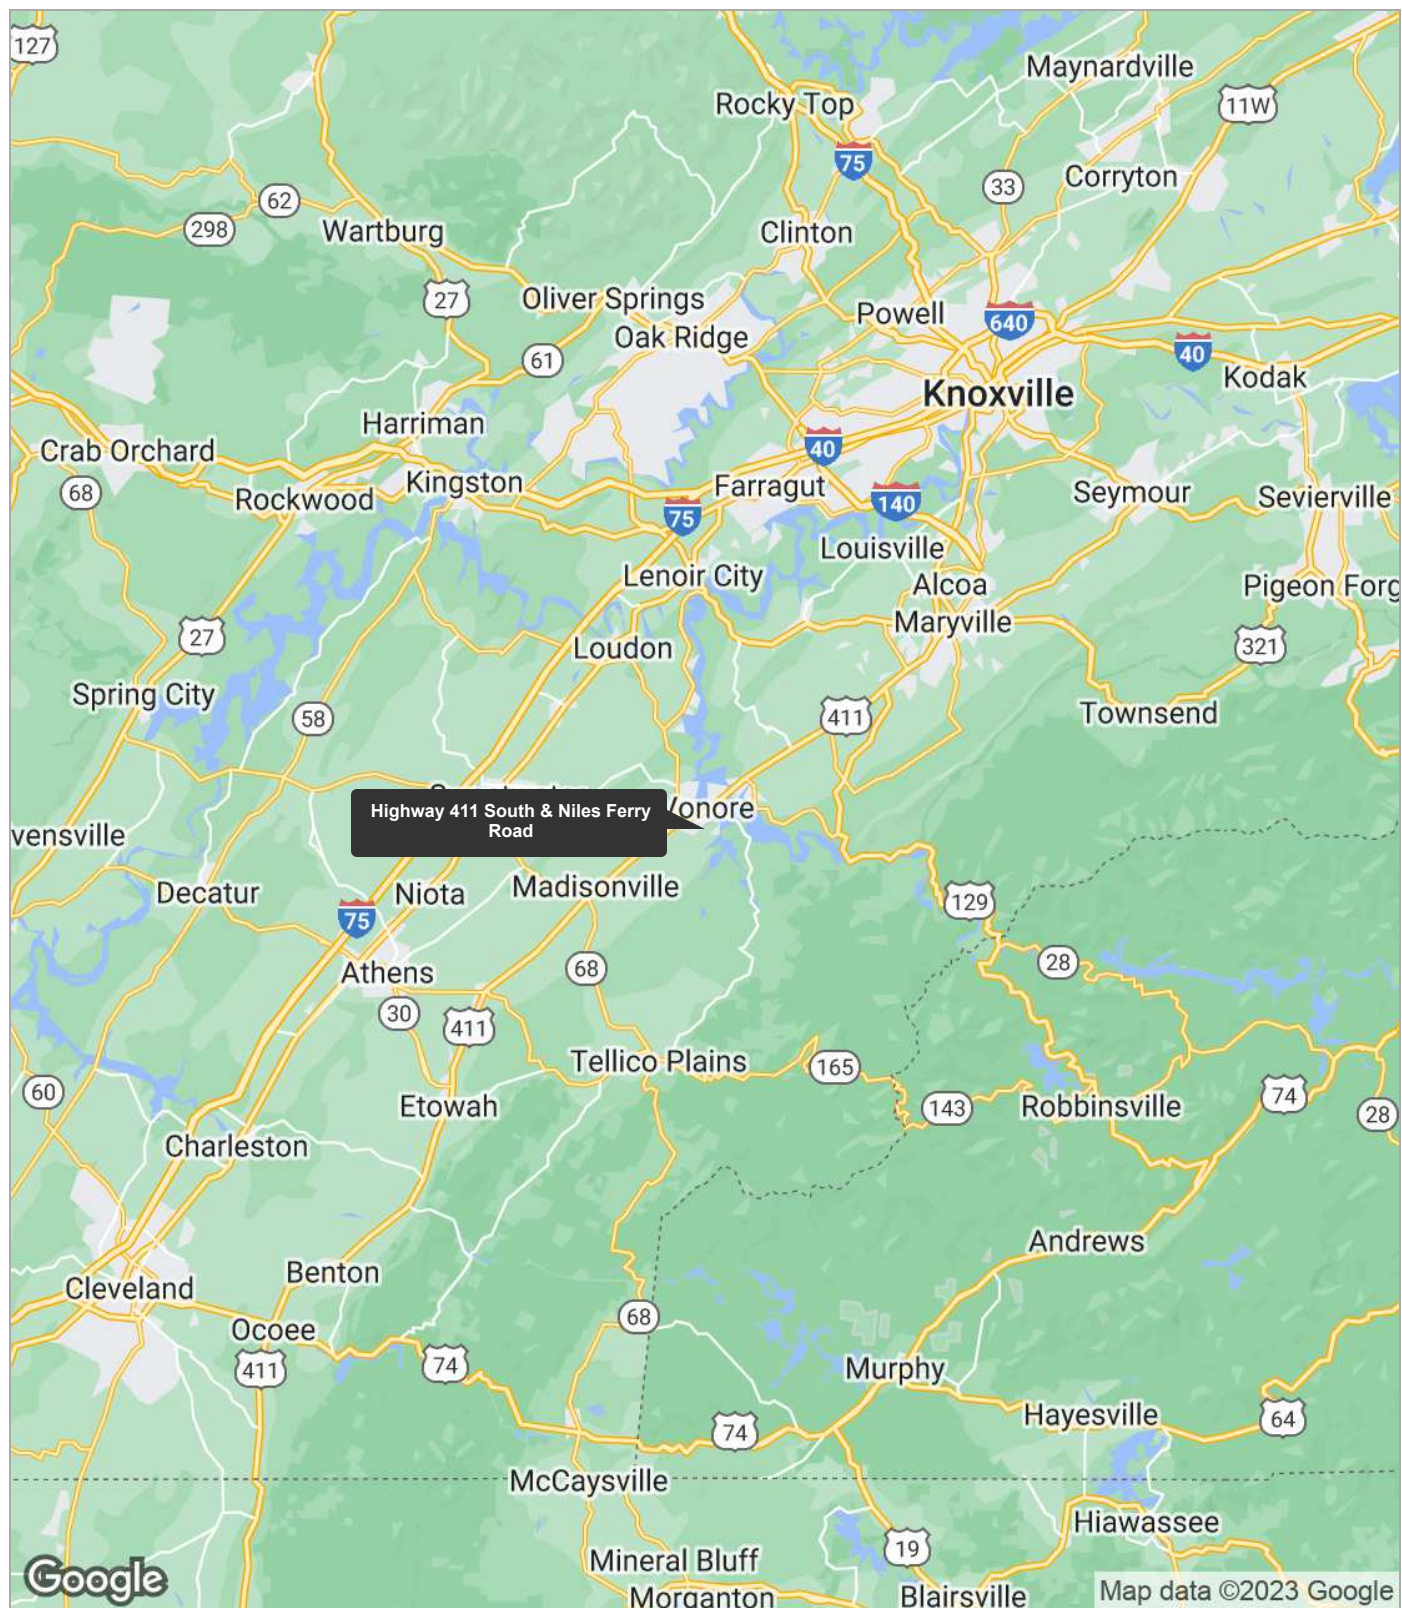 127
Maynardville
Rocky Top
11W
75
Corryton
33
62
298
Wartburg
Clinton
27
Oliver Springs
Powell
640
Oak Ridge
61
40
Kodak
Knoxville
Harriman
Crab Orchard
40
68
Rockwood
Kingston
Farragut
75
140
Seymour
Sevierville
Louisville
Lenoir City
Alcoa
Pigeon Forg
Maryville
27
Loudon
321
Spring City
58
411
Townsend
Highway 411 South & Niles Ferry
Road
Vonore
vensville
Decatur
Niota
Madisonville
75
129
Athens
68
28
30
411
Tellico Plains
165
60
Etowah
143
Robbinsville
74
28
Charleston
Andrews
Benton
Cleveland
68
Ocoee
411
74
Murphy
Hayesville
74
64
McCaysville
Hiawassee
19
Mineral Bluff
Morganton
Blairsville
Google
Map data ©2023 Google